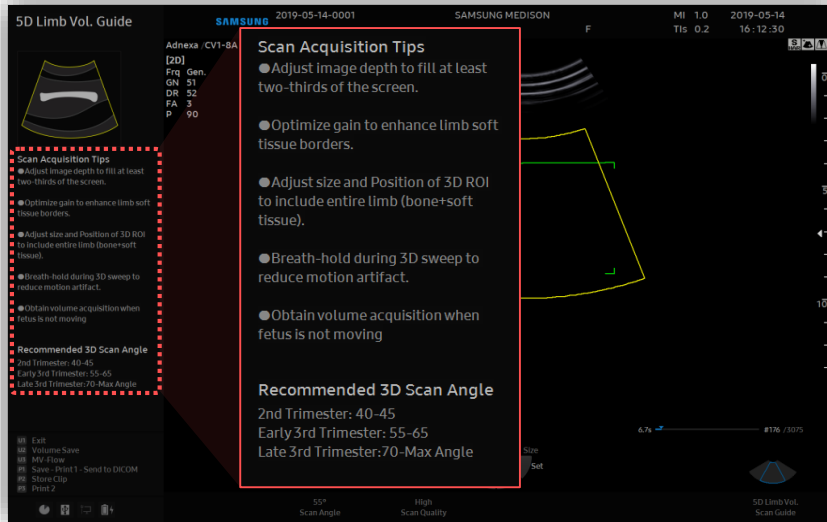 5D Limb Vol. Guide
SAMSUNG
2019-05-14-0001
SAMSUNG MEDISON
F
MI 1.0
TIs 0.2
2019-05-14
16:12:30
Adnexa /CV1-8A
[2D]
Frq Gen.
GN 51
DR 52
FA 3
P 90
Scan Acquisition Tips
●Adjust image depth to fill at least
two-thirds of the screen.
●Optimize gain to enhance limb soft
tissue borders.
●Adjust size and Position of 3D ROI
to include entire limb (bone+soft
tissue).
●Breath-hold during 3D sweep to
reduce motion artifact.
●Obtain volume acquisition when
fetus is not moving
Recommended 3D Scan Angle
2nd Trimester: 40-45
Early 3rd Trimester: 55-65
Late 3rd Trimester:70-Max Angle
Scan Acquisition Tips
●Adjust image depth to fill at least
two-thirds of the screen.
●Optimize gain to enhance limb soft
tissue borders.
●Adjust size and Position of 3D ROI
to include entire limb (bone+soft
tissue).
●Breath-hold during 3D sweep to
reduce motion artifact.
●Obtain volume acquisition when
fetus is not moving
Recommended 3D Scan Angle
2nd Trimester: 40-45
Early 3rd Trimester: 55-65
Late 3rd Trimester:70-Max Angle
U1 Exit
U2 Volume Save
U3 MV-Flow
P1 Save - Print 1 - Send to DICOM
P2 Store Clip
P3 Print 2
6.7s
#176 /3075
Size
Set
55°
Scan Angle
High
Scan Quality
5D Limb Vol.
Scan Guide